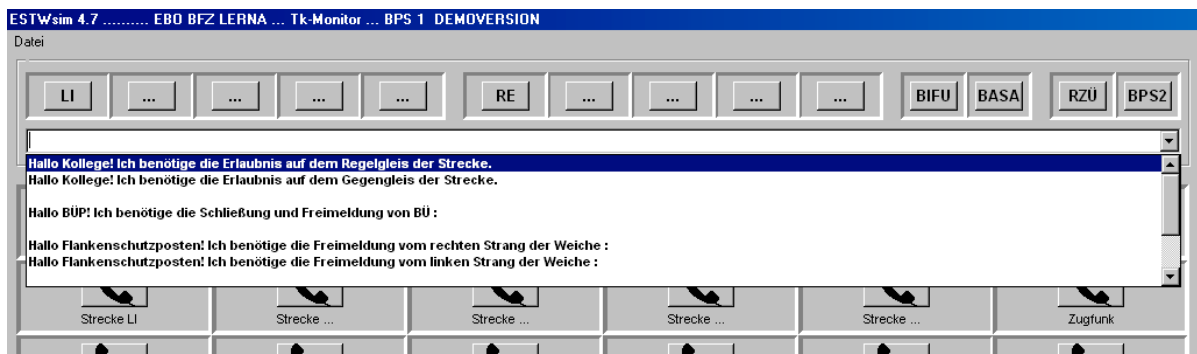 ESTWsim 4.7 .......... EBO BFZ LERNA ... Tk-Monitor ... BPS 1 DEMOVERSION
Datei
LI ... ... ... ... RE ... ... ... ... BIFU BASA RZÜ BPS2
Hallo Kollege! Ich benötige die Erlaubnis auf dem Regelgleis der Strecke.
Hallo Kollege! Ich benötige die Erlaubnis auf dem Gegengleis der Strecke.
Hallo BÜP! Ich benötige die Schließung und Freimeldung von BÜ :
Hallo Flankenschutzposten! Ich benötige die Freimeldung vom rechten Strang der Weiche :
Hallo Flankenschutzposten! Ich benötige die Freimeldung vom linken Strang der Weiche :
Strecke LI Strecke ... Strecke ... Strecke ... Strecke ... Zugfunk